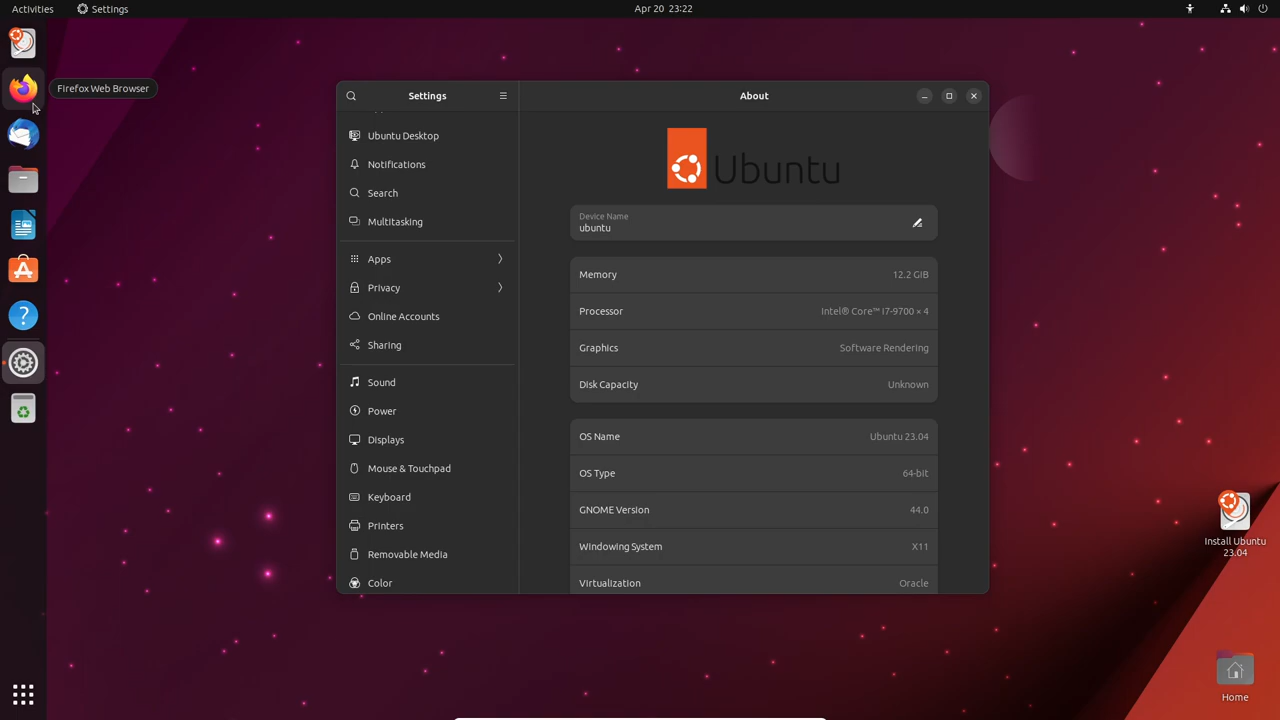 Activities
Settings
Apr 20 23:22
Firefox Web Browser
Settings
About
Ubuntu Desktop
Notifications
Search
Multitasking
Apps
Privacy
Online Accounts
Sharing
Sound
Power
Displays
Mouse & Touchpad
Keyboard
Printers
Removable Media
Color
Ubuntu
Device Name
ubuntu
Memory 12.2 GiB
Processor Intel® Core™ i7-9700 × 4
Graphics Software Rendering
Disk Capacity Unknown
OS Name Ubuntu 23.04
OS Type 64-bit
GNOME Version 44.0
Windowing System X11
Virtualization Oracle
Install Ubuntu
23.04
Home